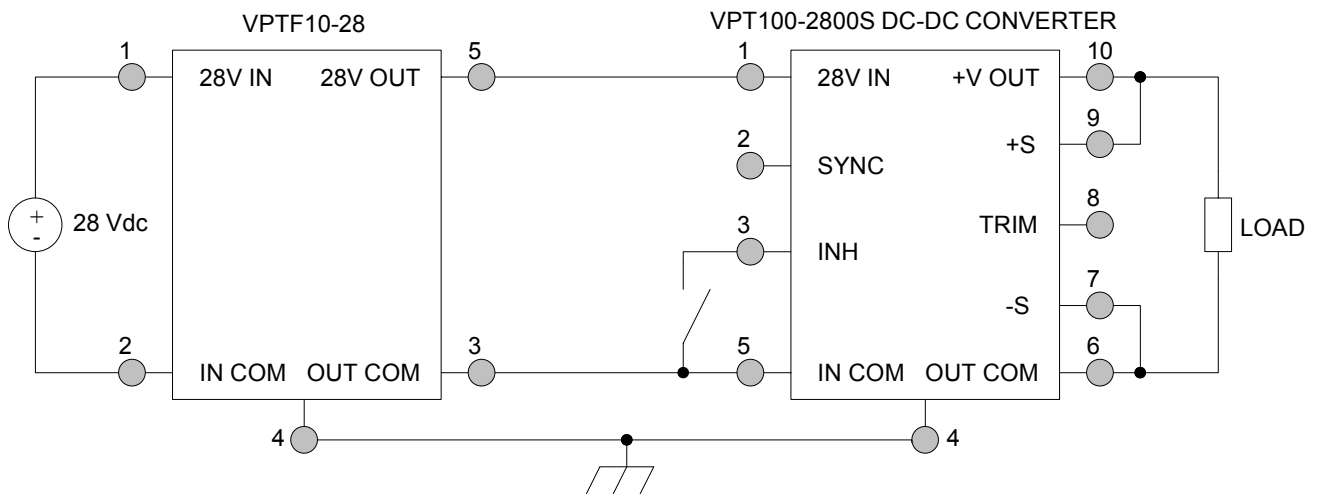 VPTF10-28
VPT100-2800S DC-DC CONVERTER
1
5
1
10
28V IN
28V OUT
28V IN
+V OUT
9
+S
2
SYNC
8
TRIM
+
-
28 Vdc
3
INH
LOAD
7
-S
2
3
5
6
IN COM
OUT COM
IN COM
OUT COM
4
4